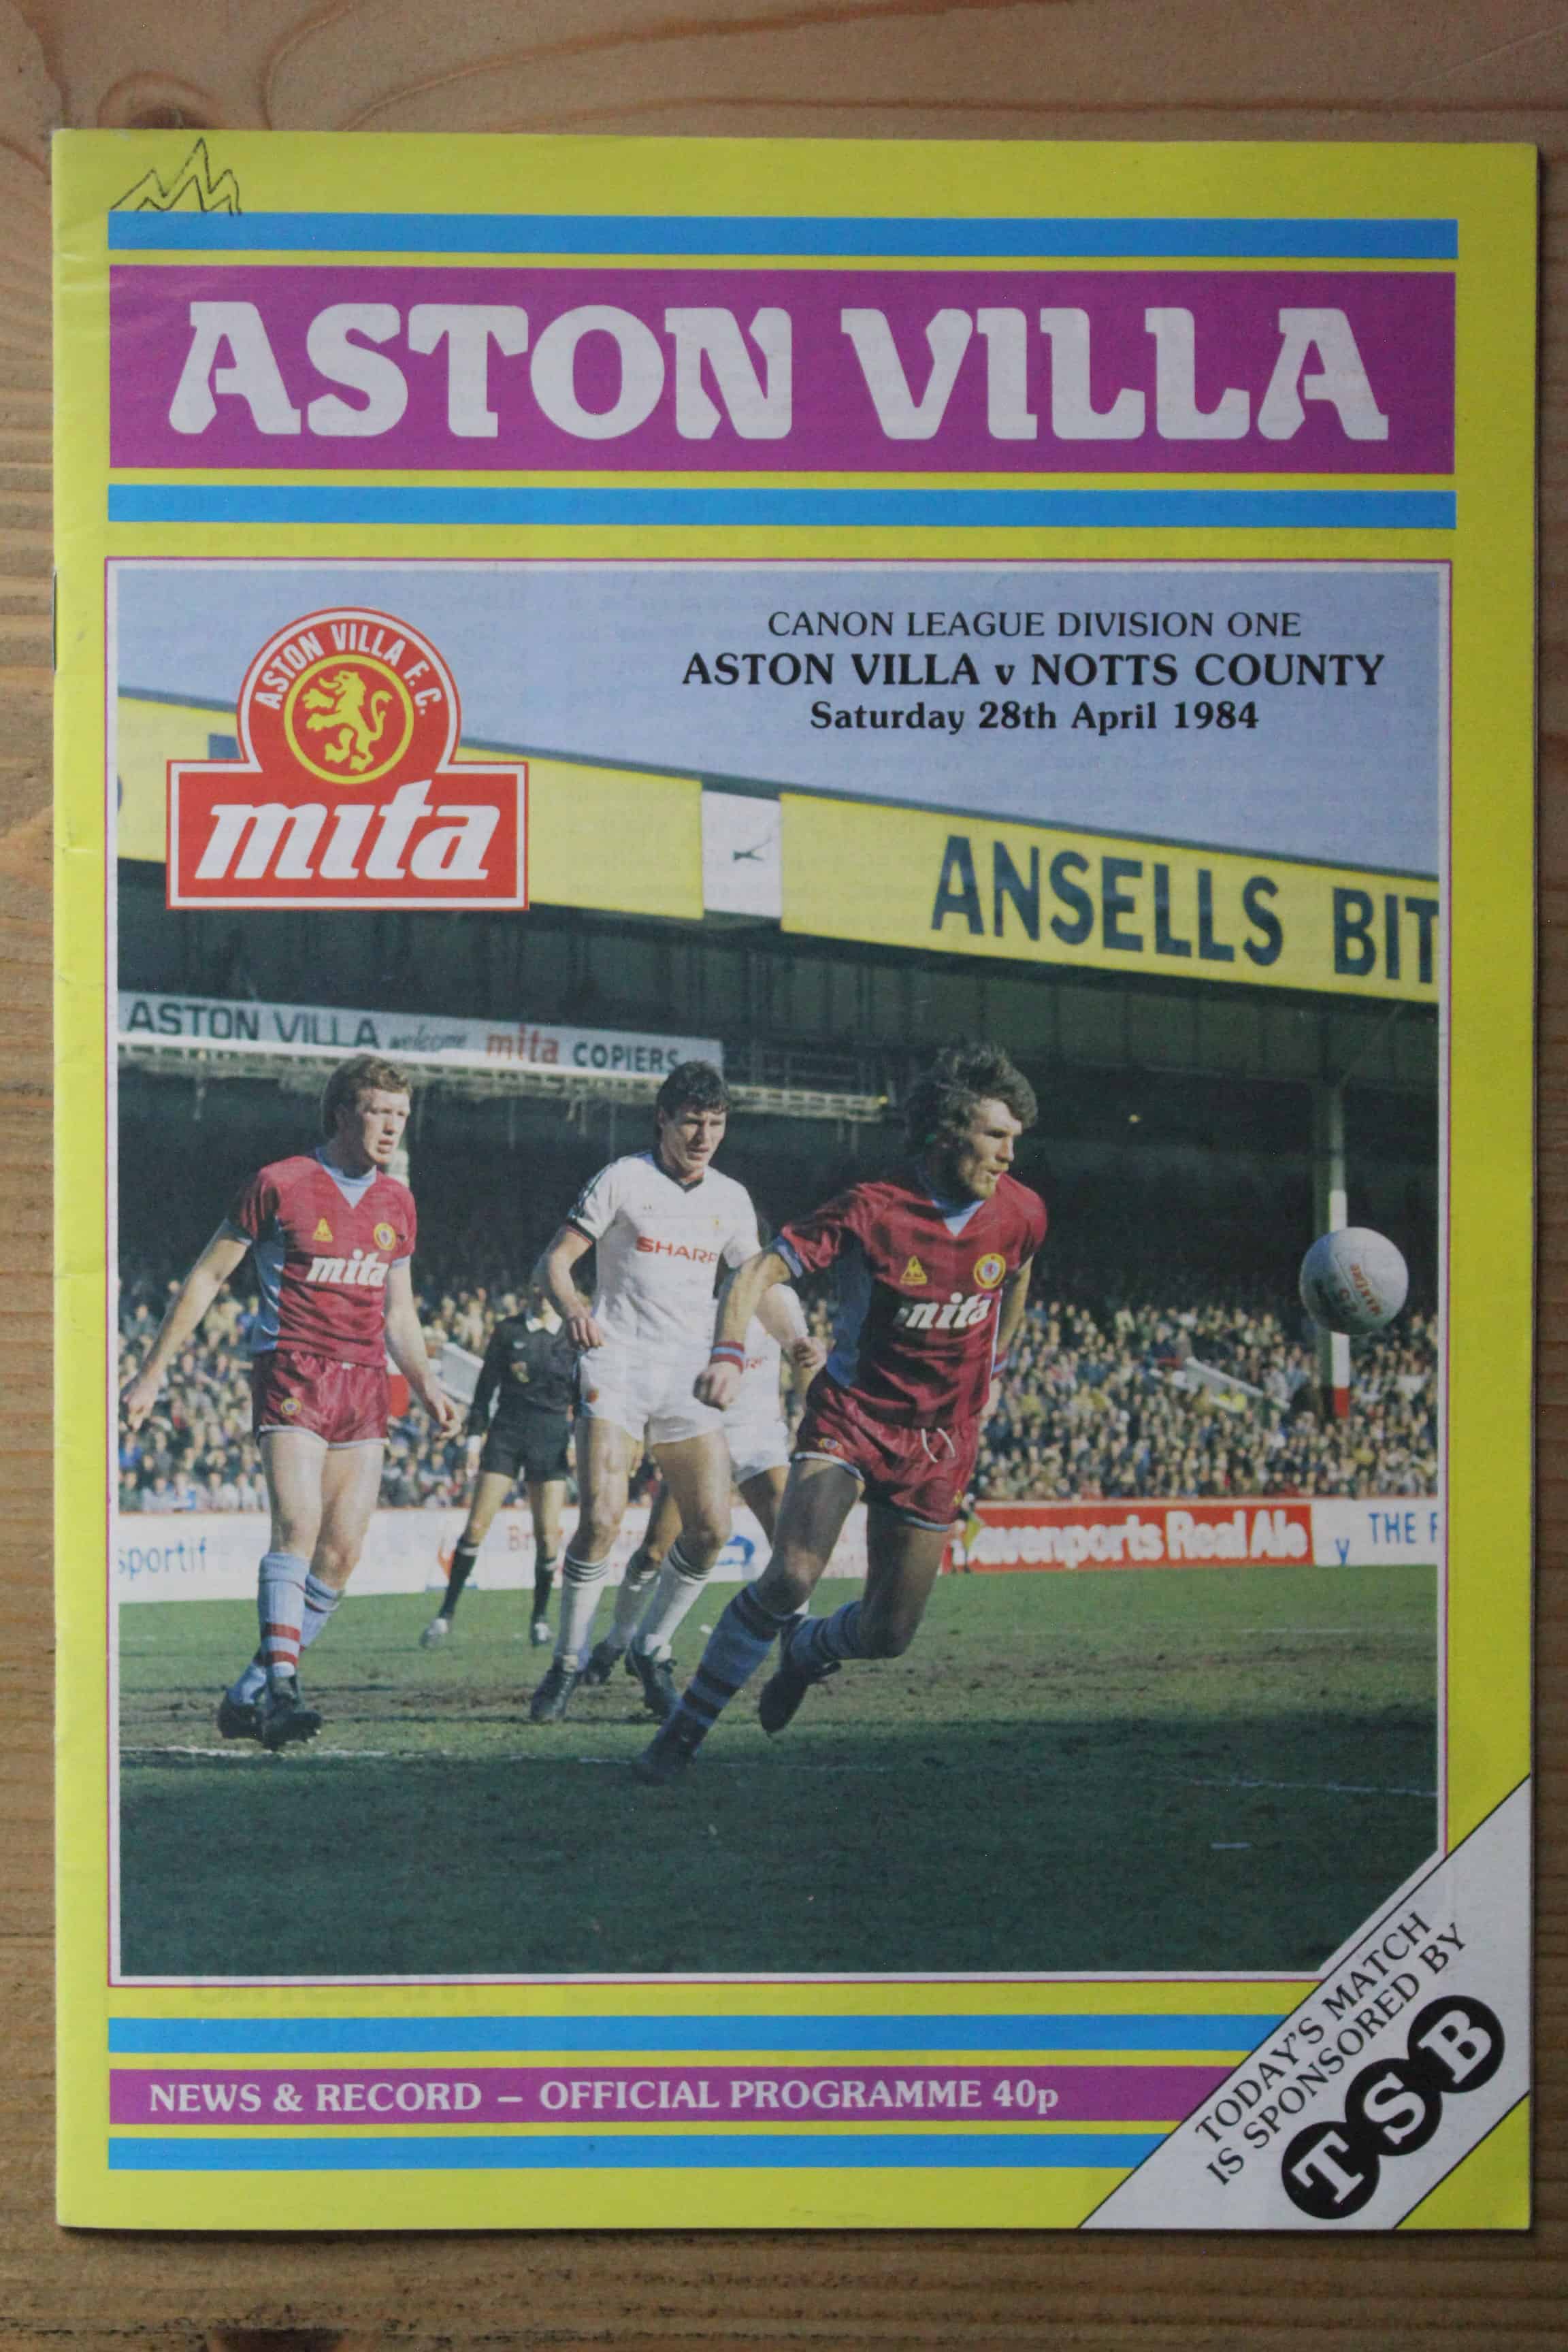 ASTON VILLA
CANON LEAGUE DIVISION ONE
ASTON VILLA v NOTTS COUNTY
Saturday 28th April 1984
ASTON VILLA F.C.
mita
ANSELLS BIT
ASTON VILLA welcome mita COPIERS
mita
SHARP
mita
sportif
Davenports Real Ale
THE F
NEWS & RECORD – OFFICIAL PROGRAMME 40p
TODAY'S MATCH
IS SPONSORED BY
TSB